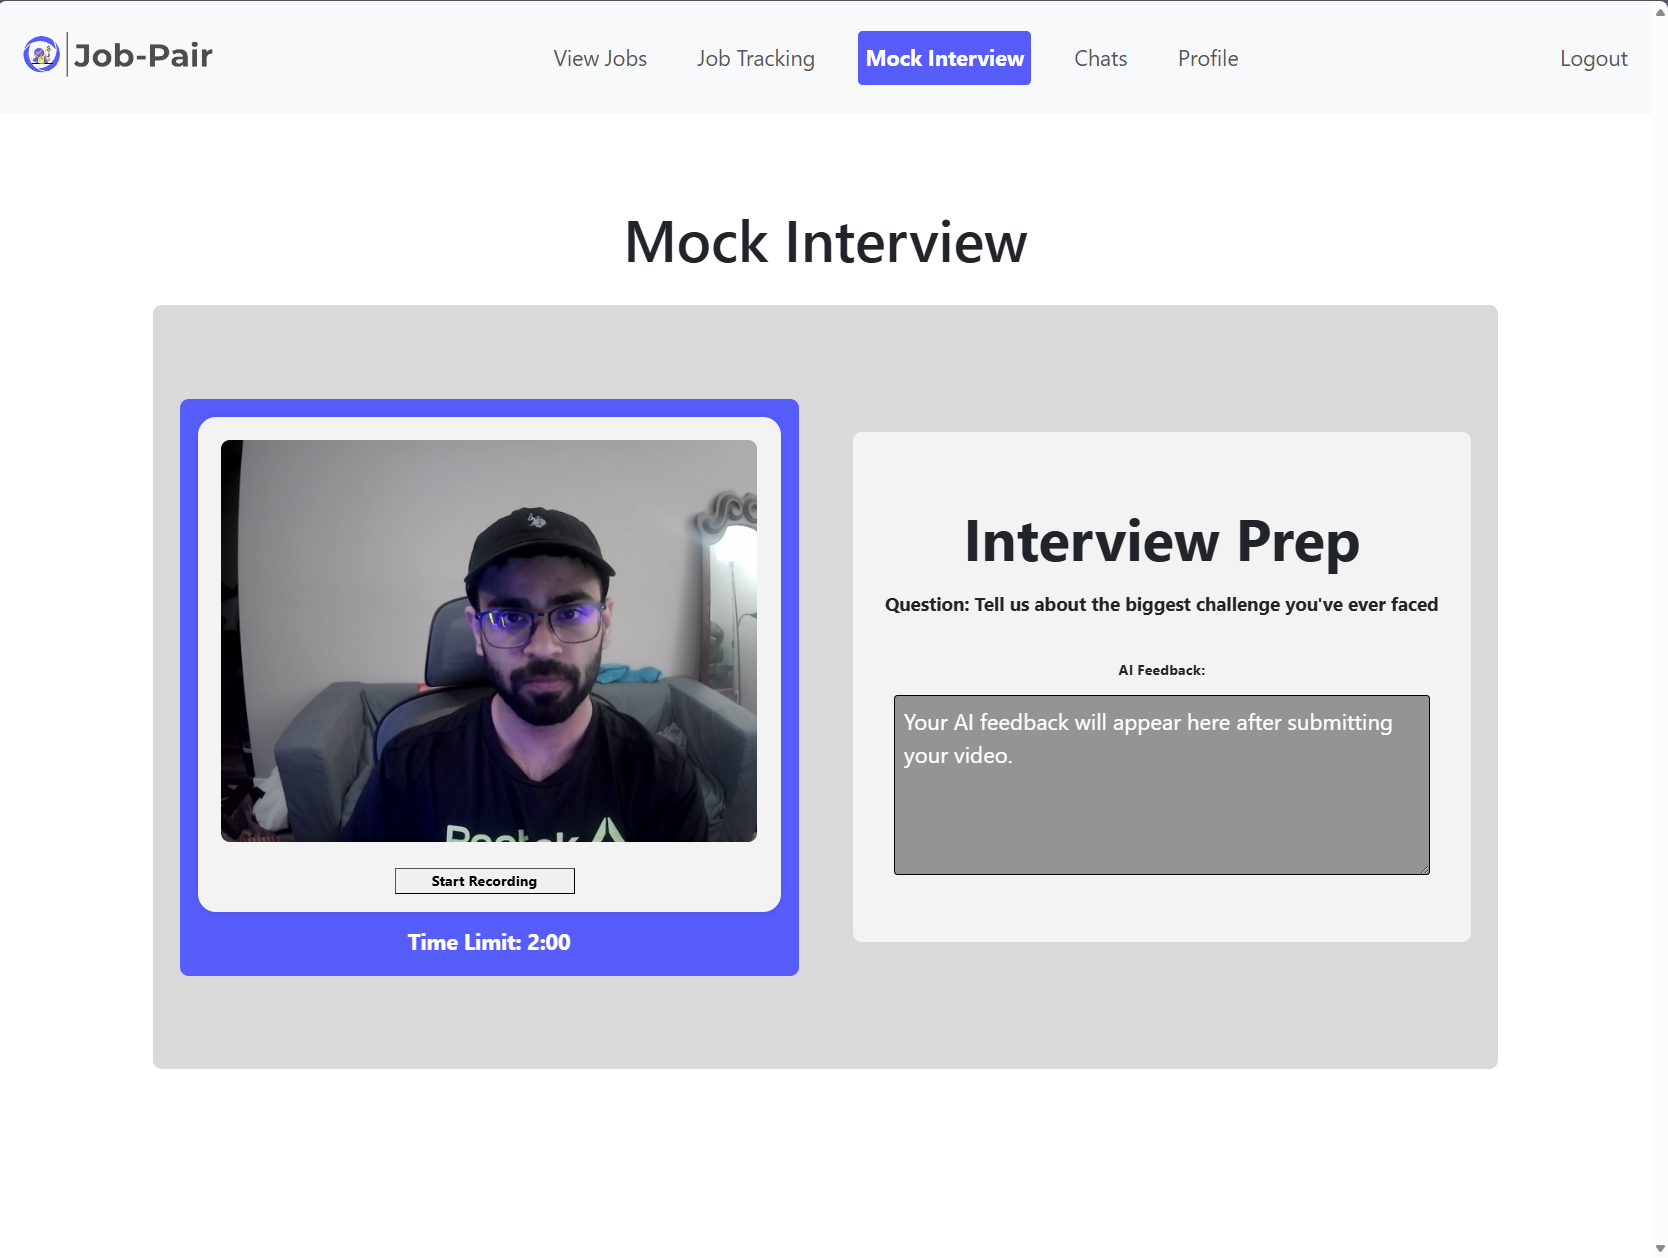 Job-Pair
View Jobs
Job Tracking
Mock Interview
Chats
Profile
Logout
Mock Interview
Start Recording
Time Limit: 2:00
Interview Prep
Question: Tell us about the biggest challenge you've ever faced
AI Feedback:
Your AI feedback will appear here after submitting
your video.